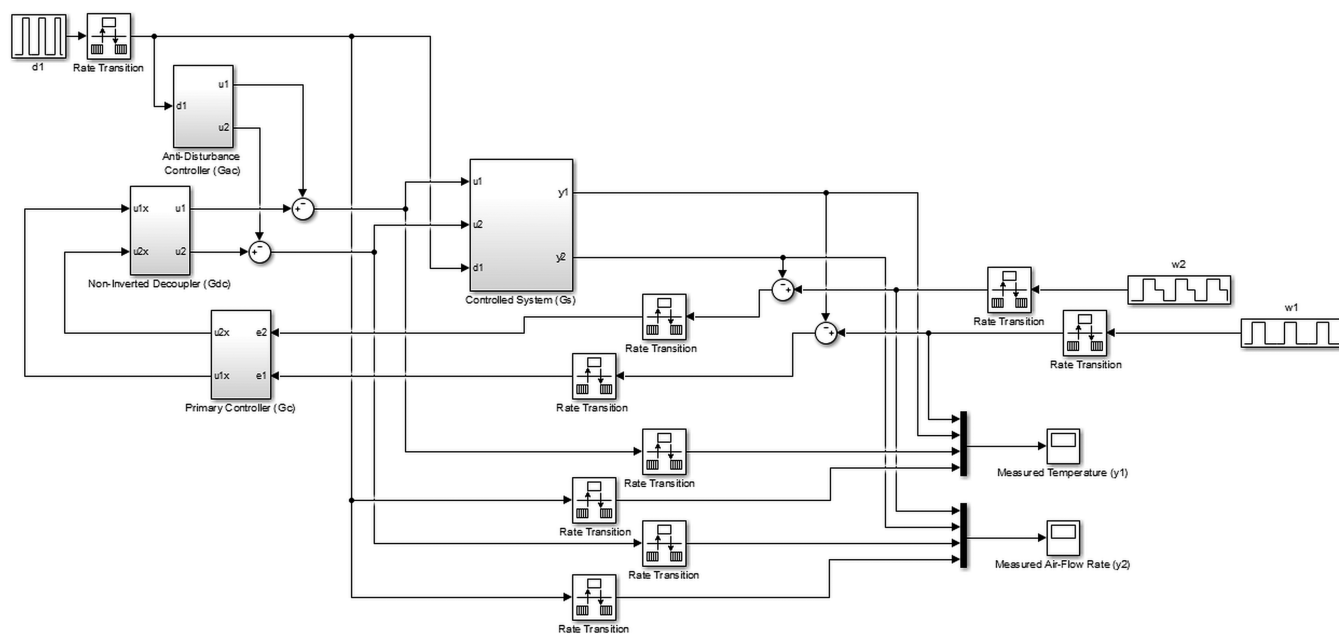 d1
Rate Transition
d1
u1
u2
Anti-Disturbance
Controller (Gac)
u1x
u2x
u1
u2
Non-Inverted Decoupler (Gdc)
u1
u2
d1
y1
y2
Controlled System (Gs)
w2
Rate Transition
w1
Rate Transition
Rate Transition
Rate Transition
u2x
u1x
e2
e1
Primary Controller (Gc)
Rate Transition
Measured Temperature (y1)
Rate Transition
Rate Transition
Measured Air-Flow Rate (y2)
Rate Transition